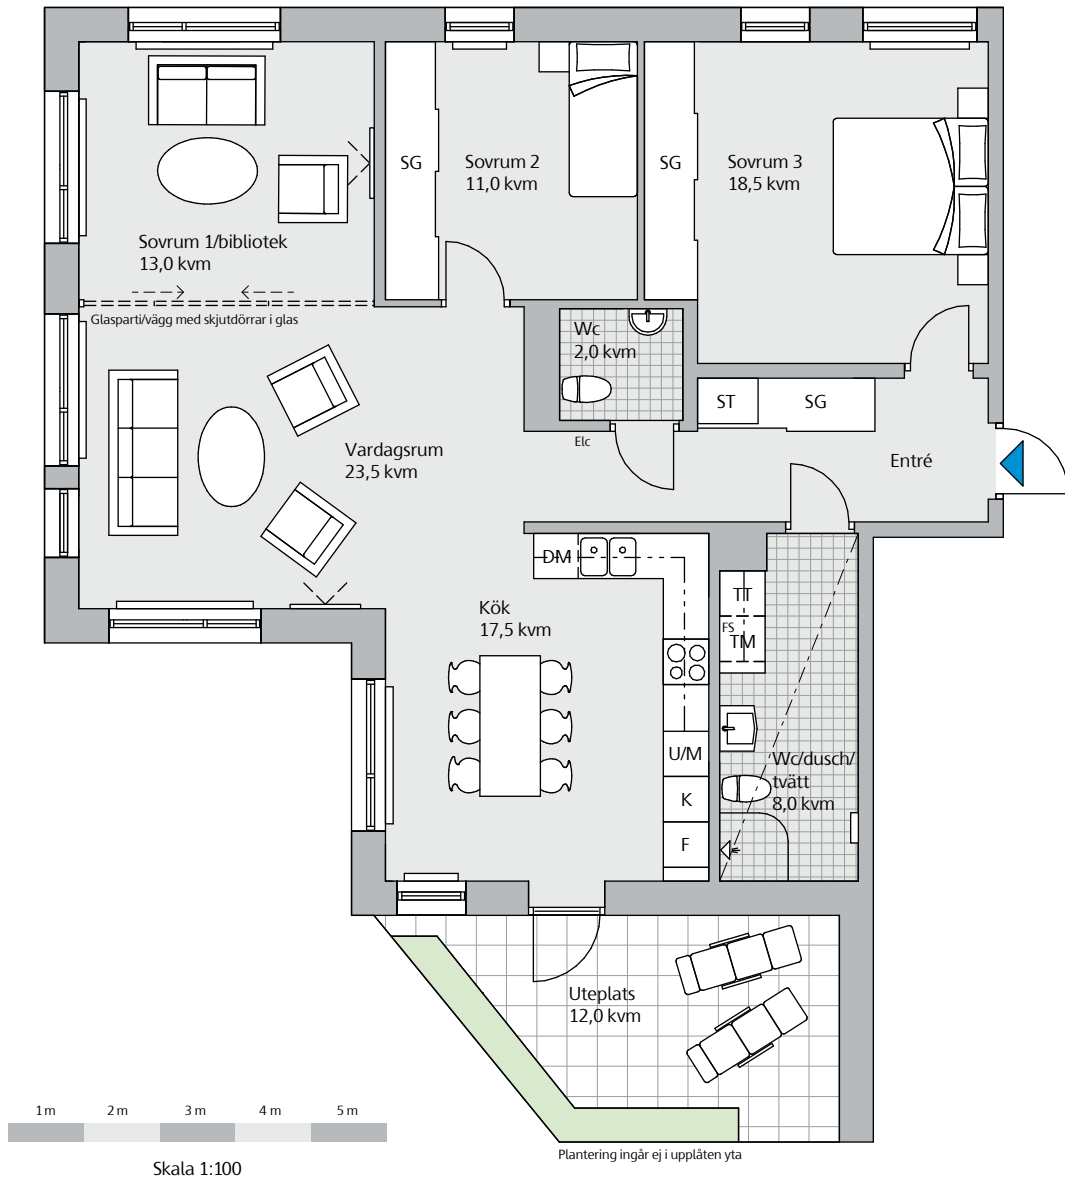 SG
Sovrum 2
11,0 kvm
SG
Sovrum 3
18,5 kvm
Sovrum 1/bibliotek
13,0 kvm
Glasparti/vägg med skjutdörrar i glas
Wc
2,0 kvm
ST
SG
Elc
Vardagsrum
23,5 kvm
Entré
DM
Kök
17,5 kvm
TT
FS
TM
U/M
K
F
Wc/dusch/
tvätt
8,0 kvm
Uteplats
12,0 kvm
1 m
2 m
3 m
4 m
5 m
Skala 1:100
Plantering ingår ej i upplåten yta